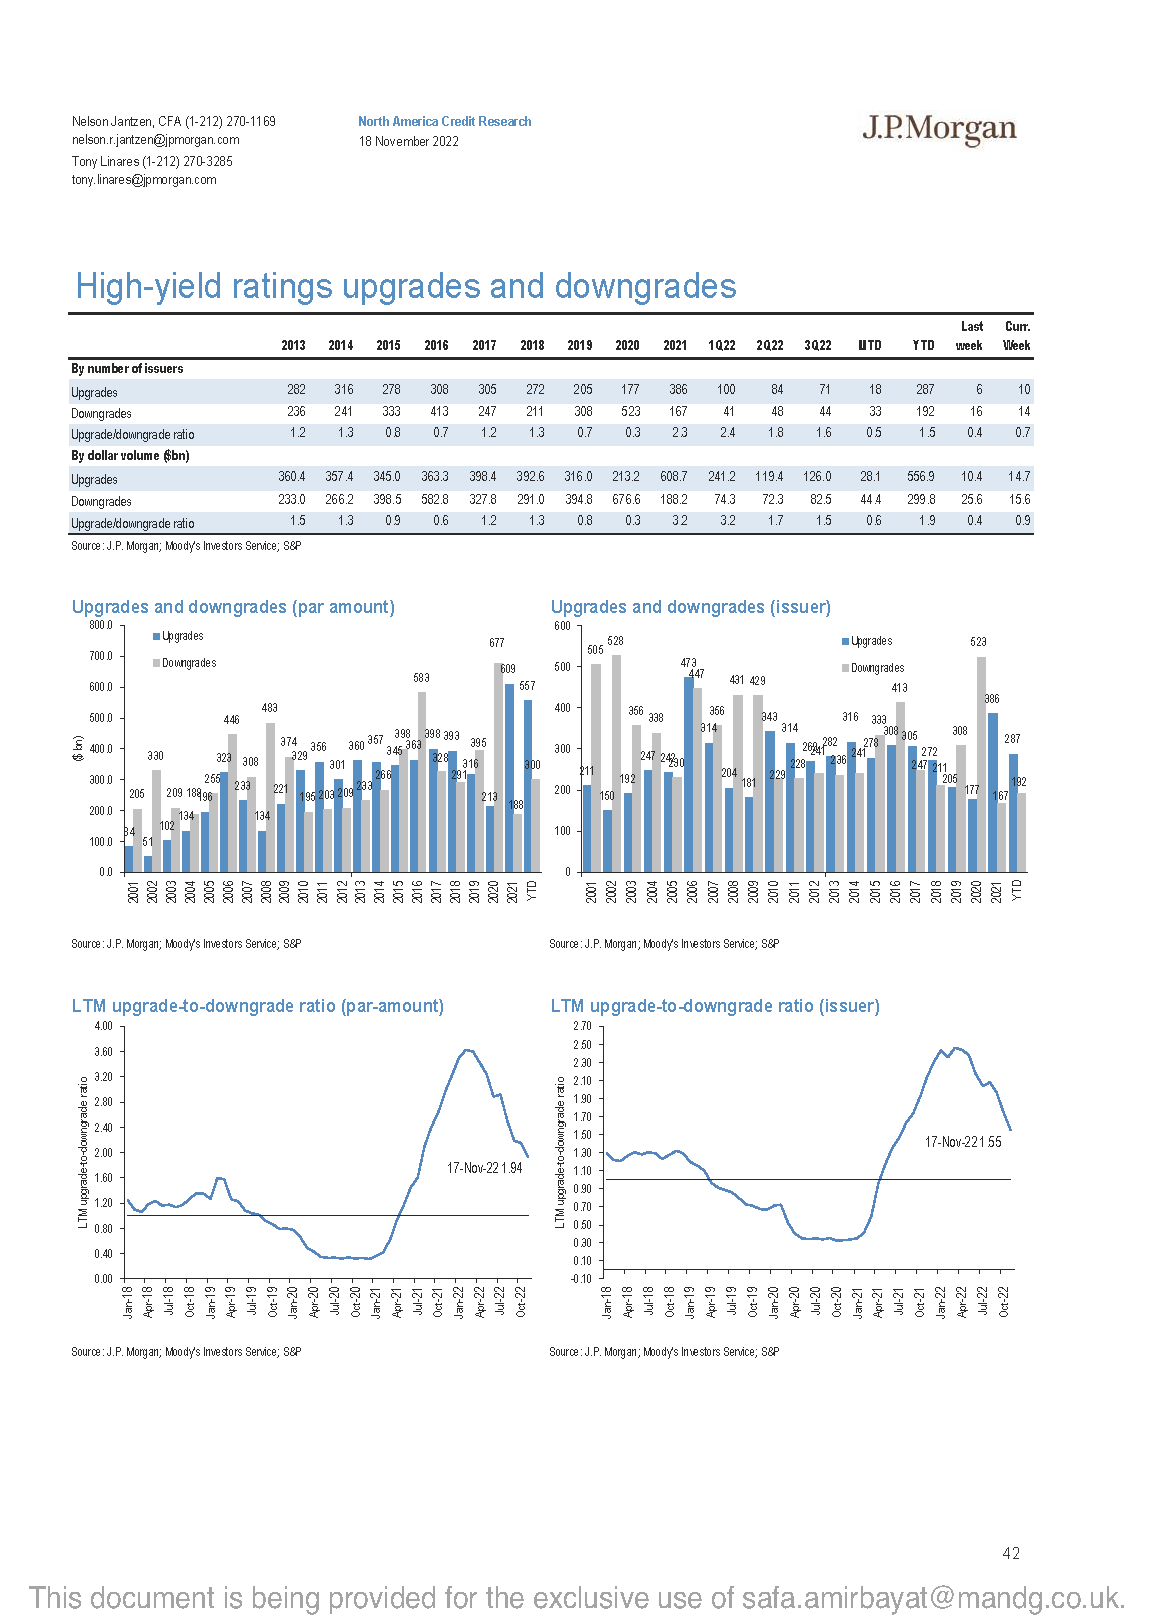 Nelson Jantzen, CFA (1-212) 270-1169
nelson.r.jantzen@jpmorgan.com
Tony Linares (1-212) 270-3285
tony.linares@jpmorgan.com
North America Credit Research
18 November 2022
J.P.Morgan
High-yield ratings upgrades and downgrades
Last Curr.
2013 2014 2015 2016 2017 2018 2019 2020 2021 1Q22 2Q22 3Q22 MTD YTD week Week
By number of issuers
Upgrades 282 316 278 308 305 272 205 177 386 100 84 71 18 287 6 10
Downgrades 236 241 333 413 247 211 308 523 167 41 48 44 33 192 16 14
Upgrade/downgrade ratio 1.2 1.3 0.8 0.7 1.2 1.3 0.7 0.3 2.3 2.4 1.8 1.6 0.5 1.5 0.4 0.7
By dollar volume ($bn)
Upgrades 360.4 357.4 345.0 363.3 398.4 392.6 316.0 213.2 608.7 241.2 119.4 126.0 28.1 556.9 10.4 14.7
Downgrades 233.0 266.2 398.5 582.8 327.8 291.0 394.8 676.6 188.2 74.3 72.3 82.5 44.4 299.8 25.6 15.6
Upgrade/downgrade ratio 1.5 1.3 0.9 0.6 1.2 1.3 0.8 0.3 3.2 3.2 1.7 1.5 0.6 1.9 0.4 0.9
Source: J.P. Morgan; Moody's Investors Service; S&P
Upgrades and downgrades (par amount)
($ bn)
800.0
700.0
600.0
500.0
400.0
300.0
200.0
100.0
0.0
Upgrades
Downgrades
205 51 330 102 209 134 188 196 255 323 446 233 308 134 483 221 374 329 195 356 203 301 209 360 233 357 266 345 398 363 583 398 328 393 291 316 395 213 677 609 188 557 300
2001 2002 2003 2004 2005 2006 2007 2008 2009 2010 2011 2012 2013 2014 2015 2016 2017 2018 2019 2020 2021 YTD
Source: J.P. Morgan; Moody's Investors Service; S&P
Upgrades and downgrades (issuer)
600
500
400
300
200
100
0
Upgrades
Downgrades
211 505 150 528 192 356 247 338 242 230 473 447 314 356 204 431 181 429 343 229 314 228 269 241 282 236 316 241 278 333 308 413 305 247 272 211 205 308 177 523 386 167 287 192
2001 2002 2003 2004 2005 2006 2007 2008 2009 2010 2011 2012 2013 2014 2015 2016 2017 2018 2019 2020 2021 YTD
Source: J.P. Morgan; Moody's Investors Service; S&P
LTM upgrade-to-downgrade ratio (par-amount)
LTM upgrade-to-downgrade ratio
4.00
3.60
3.20
2.80
2.40
2.00
1.60
1.20
0.80
0.40
0.00
17-Nov-22 1.94
Jan-18 Apr-18 Jul-18 Oct-18 Jan-19 Apr-19 Jul-19 Oct-19 Jan-20 Apr-20 Jul-20 Oct-20 Jan-21 Apr-21 Jul-21 Oct-21 Jan-22 Apr-22 Jul-22 Oct-22
Source: J.P. Morgan; Moody's Investors Service; S&P
LTM upgrade-to-downgrade ratio (issuer)
LTM upgrade-to-downgrade ratio
2.70
2.50
2.30
2.10
1.90
1.70
1.50
1.30
1.10
0.90
0.70
0.50
0.30
0.10
-0.10
17-Nov-22 1.55
Jan-18 Apr-18 Jul-18 Oct-18 Jan-19 Apr-19 Jul-19 Oct-19 Jan-20 Apr-20 Jul-20 Oct-20 Jan-21 Apr-21 Jul-21 Oct-21 Jan-22 Apr-22 Jul-22 Oct-22
Source: J.P. Morgan; Moody's Investors Service; S&P
42
This document is being provided for the exclusive use of safa.amirbayat@mandg.co.uk.